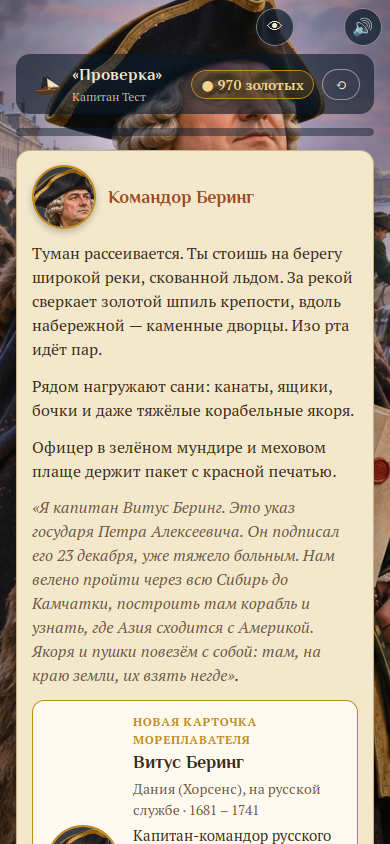 «Проверка»
Капитан Тест
970 золотых
⟲
Командор Беринг
Туман рассеивается. Ты стоишь на берегу
широкой реки, скованной льдом. За рекой
сверкает золотой шпиль крепости, вдоль
набережной — каменные дворцы. Изо рта
идёт пар.
Рядом нагружают сани: канаты, ящики,
бочки и даже тяжёлые корабельные якоря.
Офицер в зелёном мундире и меховом
плаще держит пакет с красной печатью.
«Я капитан Витус Беринг. Это указ
государя Петра Алексеевича. Он подписал
его 23 декабря, уже тяжело больным. Нам
велено пройти через всю Сибирь до
Камчатки, построить там корабль и
узнать, где Азия сходится с Америкой.
Якоря и пушки повезём с собой: там, на
краю земли, их взять негде».
НОВАЯ КАРТОЧКА
МОРЕПЛАВАТЕЛЯ
Витус Беринг
Дания (Хорсенс), на русской
службе · 1681 – 1741
Капитан-командор русского